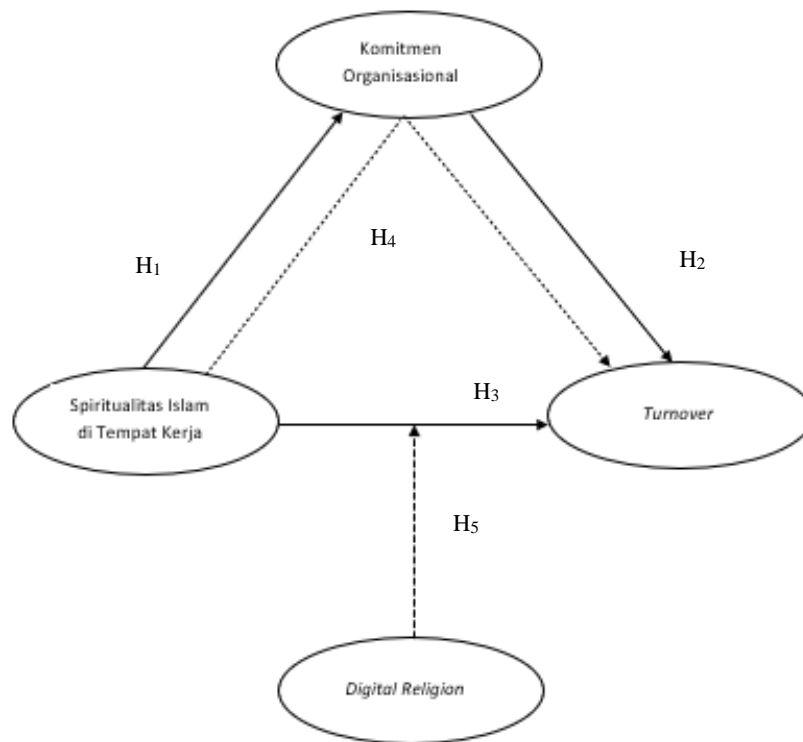 Komitmen
Organisasional
H₁
H₄
H₂
Spiritualitas Islam
di Tempat Kerja
H₃
Turnover
H₅
Digital Religion